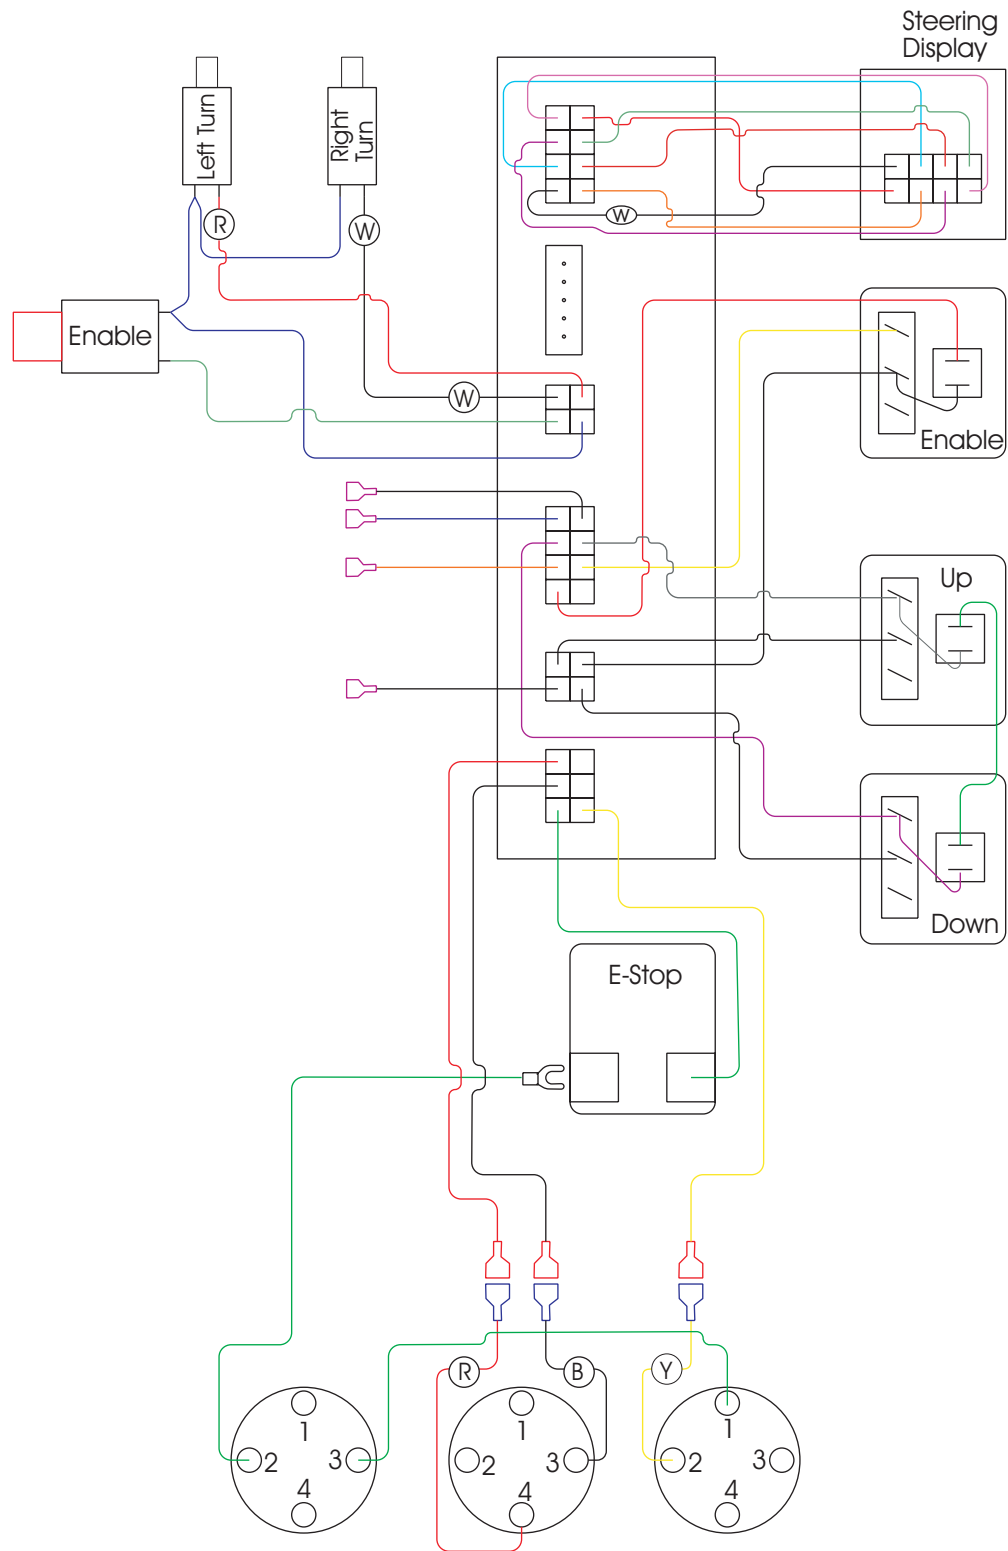 Steering
Display
Left Turn
Right
Turn
R
W
W
Enable
W
Enable
Up
Down
E-Stop
R
B
Y
1
2
3
4
1
2
3
4
1
2
3
4